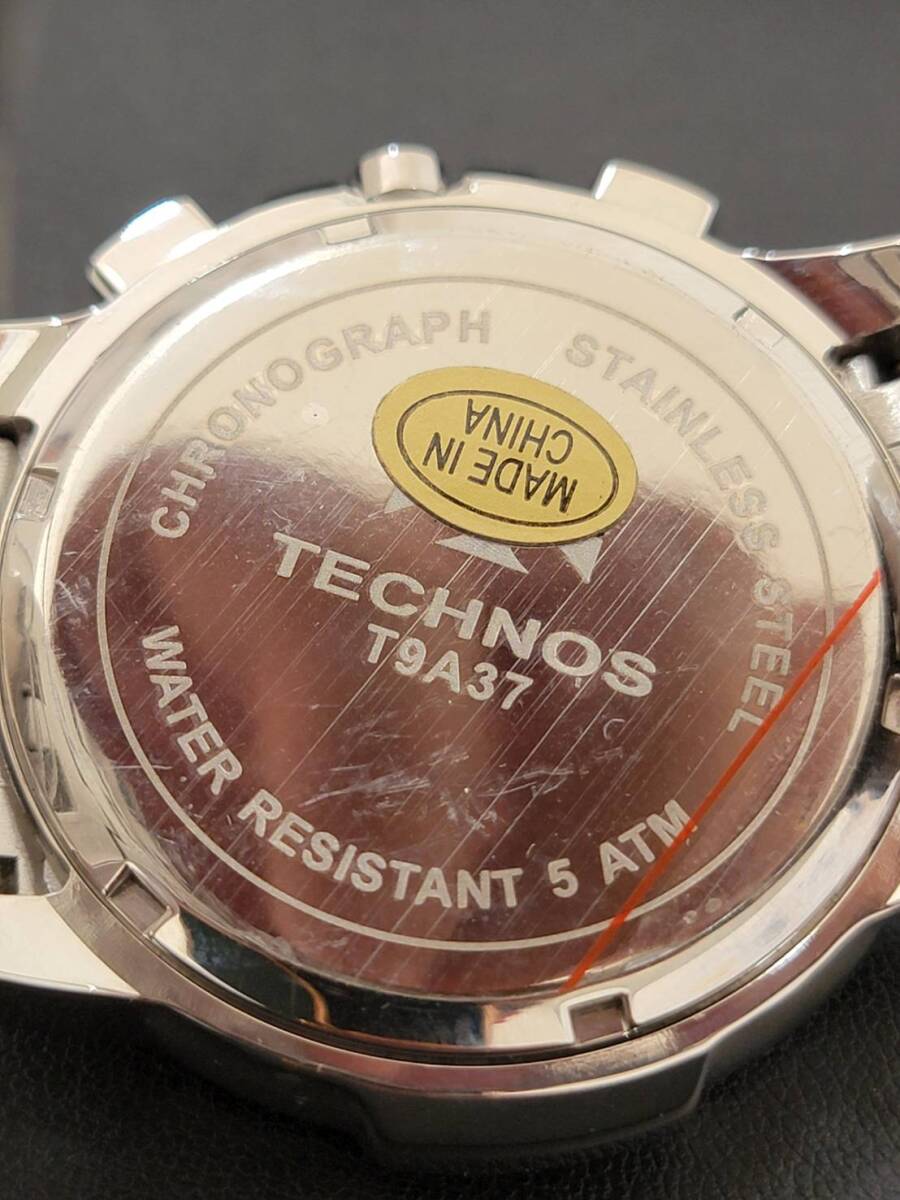 CHRONOGRAPH STAINLESS STEEL
MADE IN
CHINA
TECHNOS
T9A37
WATER RESISTANT 5 ATM